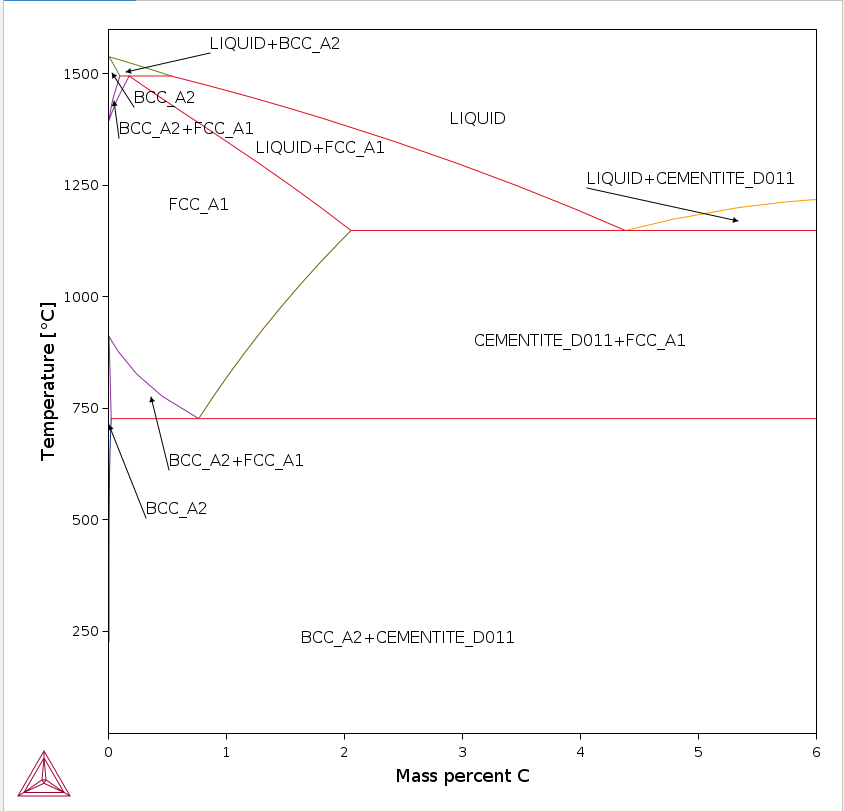 LIQUID+BCC_A2
1500
BCC_A2
LIQUID
BCC_A2+FCC_A1
LIQUID+FCC_A1
LIQUID+CEMENTITE_D011
1250
FCC_A1
1000
CEMENTITE_D011+FCC_A1
Temperature [°C]
750
BCC_A2+FCC_A1
BCC_A2
500
250
BCC_A2+CEMENTITE_D011
0 1 2 3 4 5 6
Mass percent C